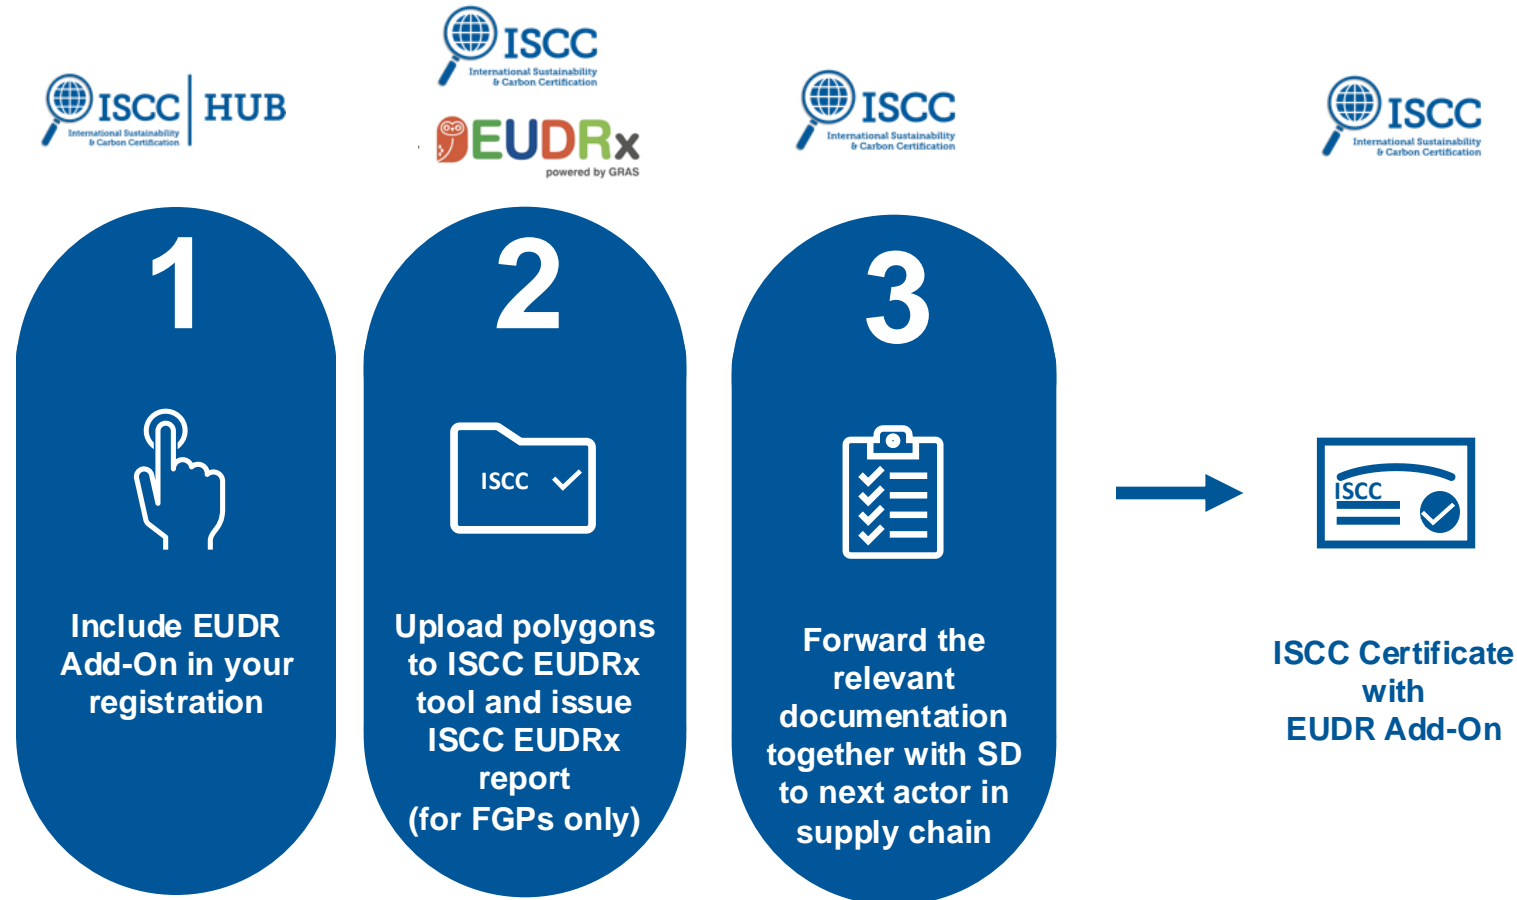 ISCC HUB
International Sustainability
& Carbon Certification
ISCC
International Sustainability
& Carbon Certification
EUDRx
powered by GRAS
ISCC
International Sustainability
& Carbon Certification
ISCC
International Sustainability
& Carbon Certification
1
Include EUDR
Add-On in your
registration
2
ISCC
Upload polygons
to ISCC EUDRx
tool and issue
ISCC EUDRx
report
(for FGPs only)
3
Forward the
relevant
documentation
together with SD
to next actor in
supply chain
ISCC
ISCC Certificate
with
EUDR Add-On